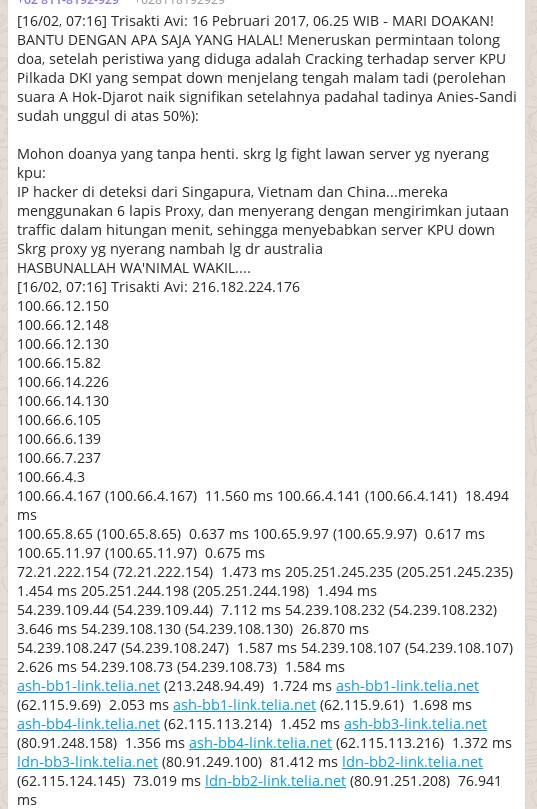 +62 811-8192-929 +628118192929
[16/02, 07:16] Trisakti Avi: 16 Pebruari 2017, 06.25 WIB - MARI DOAKAN!
BANTU DENGAN APA SAJA YANG HALAL! Meneruskan permintaan tolong
doa, setelah peristiwa yang diduga adalah Cracking terhadap server KPU
Pilkada DKI yang sempat down menjelang tengah malam tadi (perolehan
suara A Hok-Djarot naik signifikan setelahnya padahal tadinya Anies-Sandi
sudah unggul di atas 50%):
Mohon doanya yang tanpa henti. skrg lg fight lawan server yg nyerang
kpu:
IP hacker di deteksi dari Singapura, Vietnam dan China...mereka
menggunakan 6 lapis Proxy, dan menyerang dengan mengirimkan jutaan
traffic dalam hitungan menit, sehingga menyebabkan server KPU down
Skrg proxy yg nyerang nambah lg dr australia
HASBUNALLAH WA'NIMAL WAKIL....
[16/02, 07:16] Trisakti Avi: 216.182.224.176
100.66.12.150
100.66.12.148
100.66.12.130
100.66.15.82
100.66.14.226
100.66.14.130
100.66.6.105
100.66.6.139
100.66.7.237
100.66.4.3
100.66.4.167 (100.66.4.167) 11.560 ms 100.66.4.141 (100.66.4.141) 18.494
ms
100.65.8.65 (100.65.8.65) 0.637 ms 100.65.9.97 (100.65.9.97) 0.617 ms
100.65.11.97 (100.65.11.97) 0.675 ms
72.21.222.154 (72.21.222.154) 1.473 ms 205.251.245.235 (205.251.245.235)
1.454 ms 205.251.244.198 (205.251.244.198) 1.494 ms
54.239.109.44 (54.239.109.44) 7.112 ms 54.239.108.232 (54.239.108.232)
3.646 ms 54.239.108.130 (54.239.108.130) 26.870 ms
54.239.108.247 (54.239.108.247) 1.587 ms 54.239.108.107 (54.239.108.107)
2.626 ms 54.239.108.73 (54.239.108.73) 1.584 ms
ash-bb1-link.telia.net (213.248.94.49) 1.724 ms ash-bb1-link.telia.net
(62.115.9.69) 2.053 ms ash-bb1-link.telia.net (62.115.9.61) 1.698 ms
ash-bb4-link.telia.net (62.115.113.214) 1.452 ms ash-bb3-link.telia.net
(80.91.248.158) 1.356 ms ash-bb4-link.telia.net (62.115.113.216) 1.372 ms
ldn-bb3-link.telia.net (80.91.249.100) 81.412 ms ldn-bb2-link.telia.net
(62.115.124.145) 73.019 ms ldn-bb2-link.telia.net (80.91.251.208) 76.941
ms